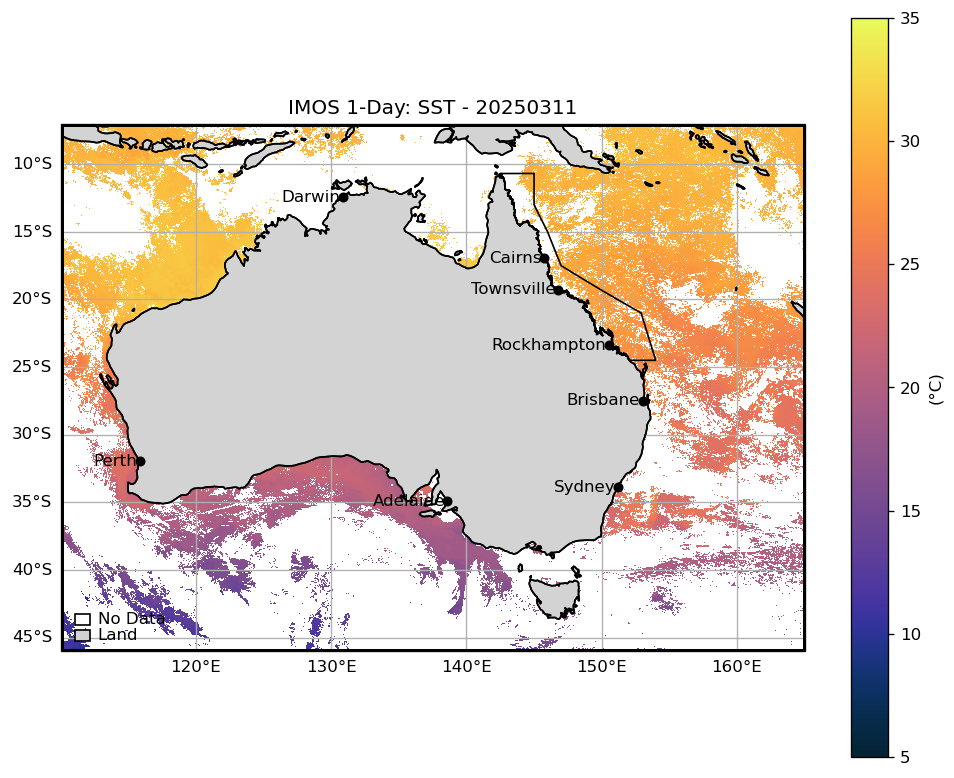 IMOS 1-Day: SST - 20250311
35
30
25
20
15
10
5
(°C)
10°S
15°S
20°S
25°S
30°S
35°S
40°S
45°S
Darwin
Cairns
Townsville
Rockhampton
Brisbane
Perth
Sydney
Adelaide
No Data
Land
120°E
130°E
140°E
150°E
160°E